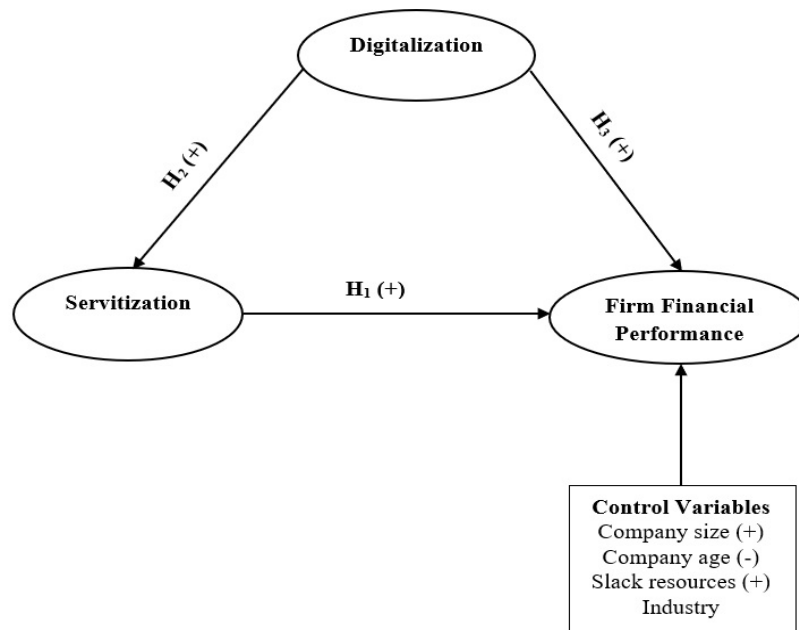 Digitalization
H₂ (+)
H₃ (+)
Servitization
H₁ (+)
Firm Financial
Performance
Control Variables
Company size (+)
Company age (-)
Slack resources (+)
Industry